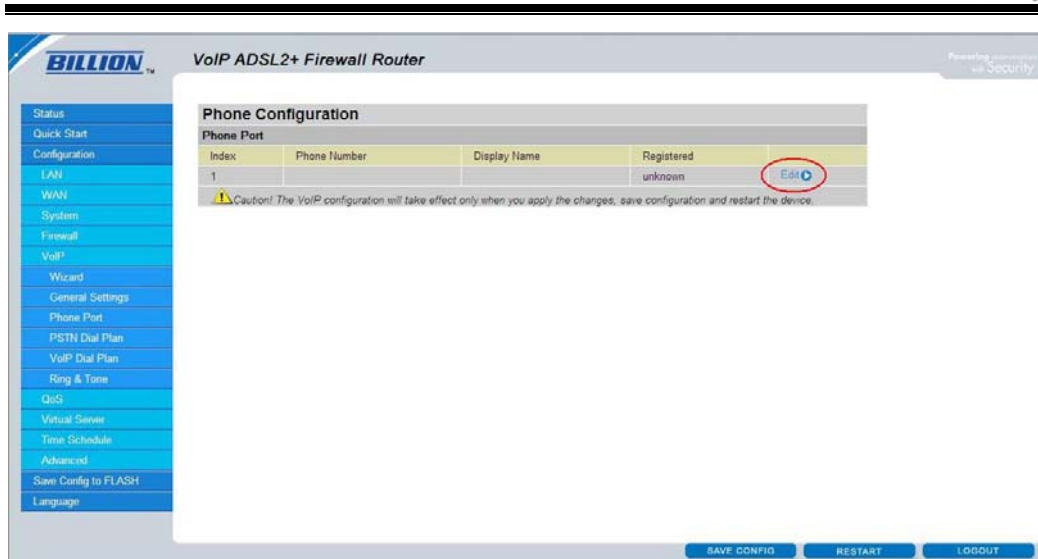 BILLION TM
VoIP ADSL2+ Firewall Router
Powering
with Security
Status
Quick Start
Configuration
LAN
WAN
System
Firewall
VoIP
Wizard
General Settings
Phone Port
PSTN Dial Plan
VoIP Dial Plan
Ring & Tone
QoS
Virtual Server
Time Schedule
Advanced
Save Config to FLASH
Language
Phone Configuration
Phone Port
Index Phone Number Display Name Registered
1 unknown Edit
Caution! The VoIP configuration will take effect only when you apply the changes, save configuration and restart the device.
SAVE CONFIG RESTART LOGOUT